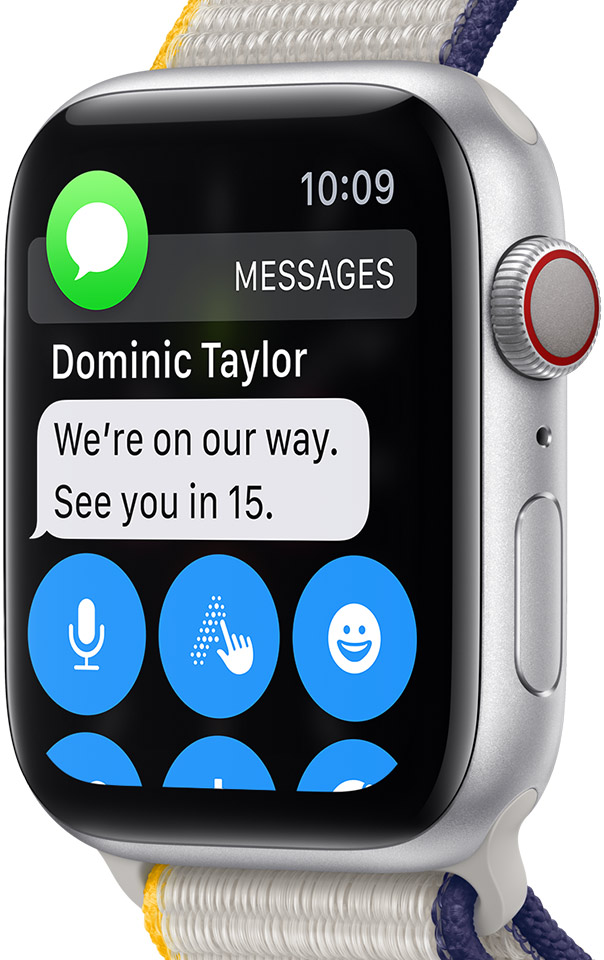 10:09
MESSAGES
Dominic Taylor
We’re on our way.
See you in 15.